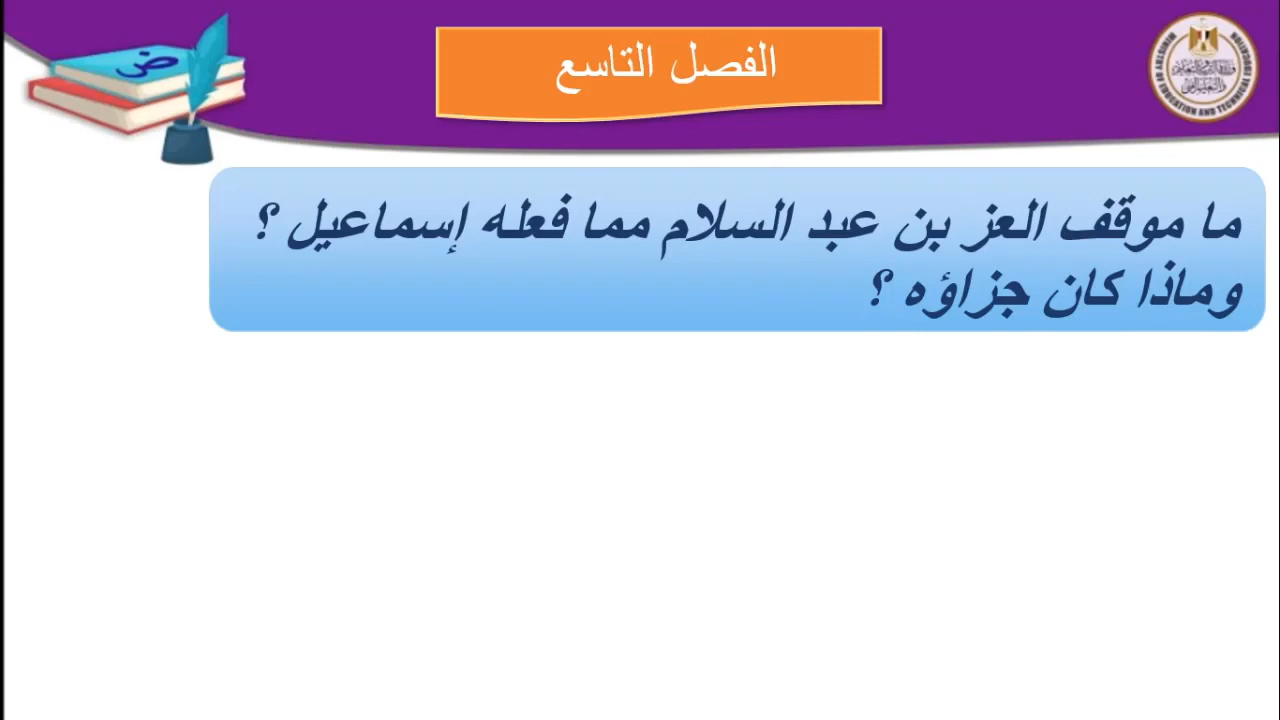 الفصل التاسع
ض
ما موقف العز بن عبد السلام مما فعله إسماعيل ؟
وماذا كان جزاؤه ؟